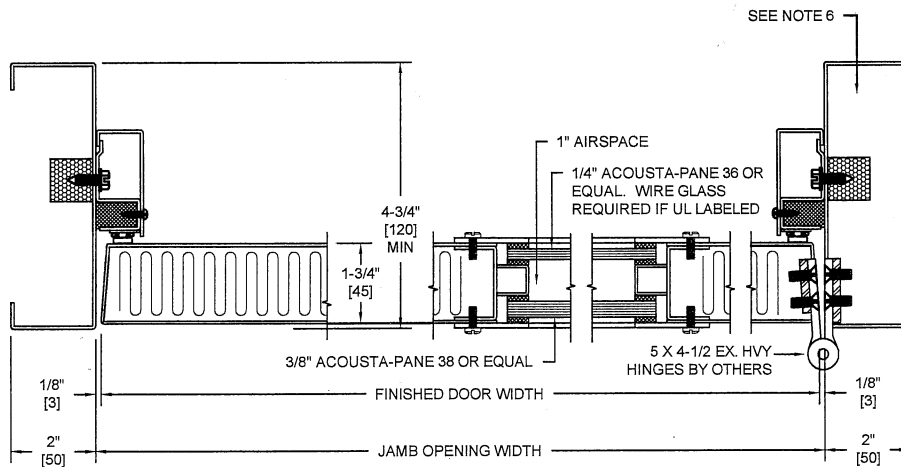 SEE NOTE 6
1" AIRSPACE
1/4" ACOUSTA-PANE 36 OR
EQUAL. WIRE GLASS
REQUIRED IF UL LABELED
4-3/4"
[120]
MIN
1-3/4"
[45]
3/8" ACOUSTA-PANE 38 OR EQUAL
5 X 4-1/2 EX. HVY
HINGES BY OTHERS
1/8"
[3]
FINISHED DOOR WIDTH
1/8"
[3]
2"
[50]
JAMB OPENING WIDTH
2"
[50]